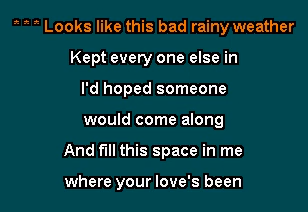 * * * Looks like this bad rainy weather
Kept every one else in
I'd hoped someone
would come along
And fill this space in me
where your love's been